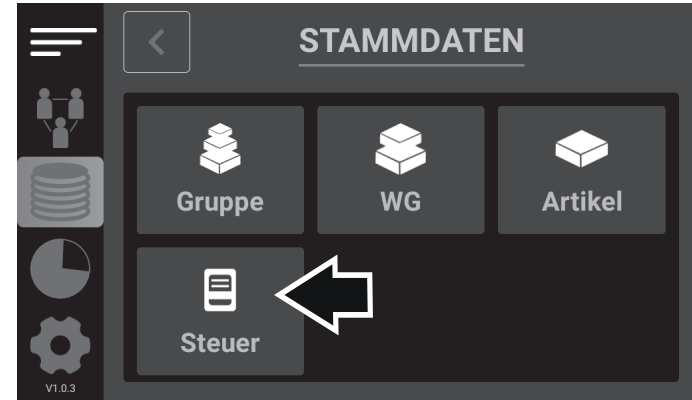 STAMMDATEN
Gruppe
WG
Artikel
Steuer
V1.0.3